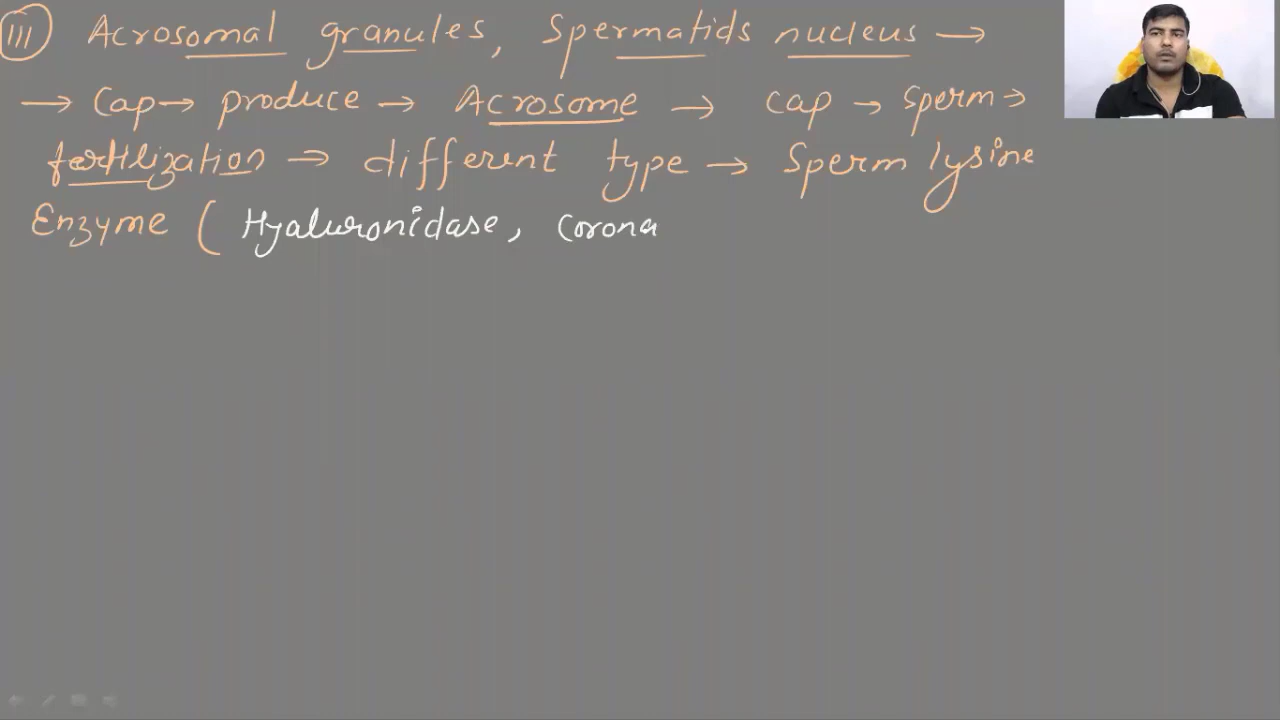 (iii) Acrosomal granules, Spermatids nucleus →
→ Cap → produce → Acrosome → cap → sperm →
fertilization → different type → Sperm lysine
Enzyme ( Hyaluronidase, Corona